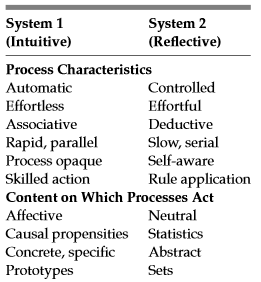 System 1 System 2
(Intuitive) (Reflective)
Process Characteristics
Automatic Controlled
Effortless Effortful
Associative Deductive
Rapid, parallel Slow, serial
Process opaque Self-aware
Skilled action Rule application
Content on Which Processes Act
Affective Neutral
Causal propensities Statistics
Concrete, specific Abstract
Prototypes Sets